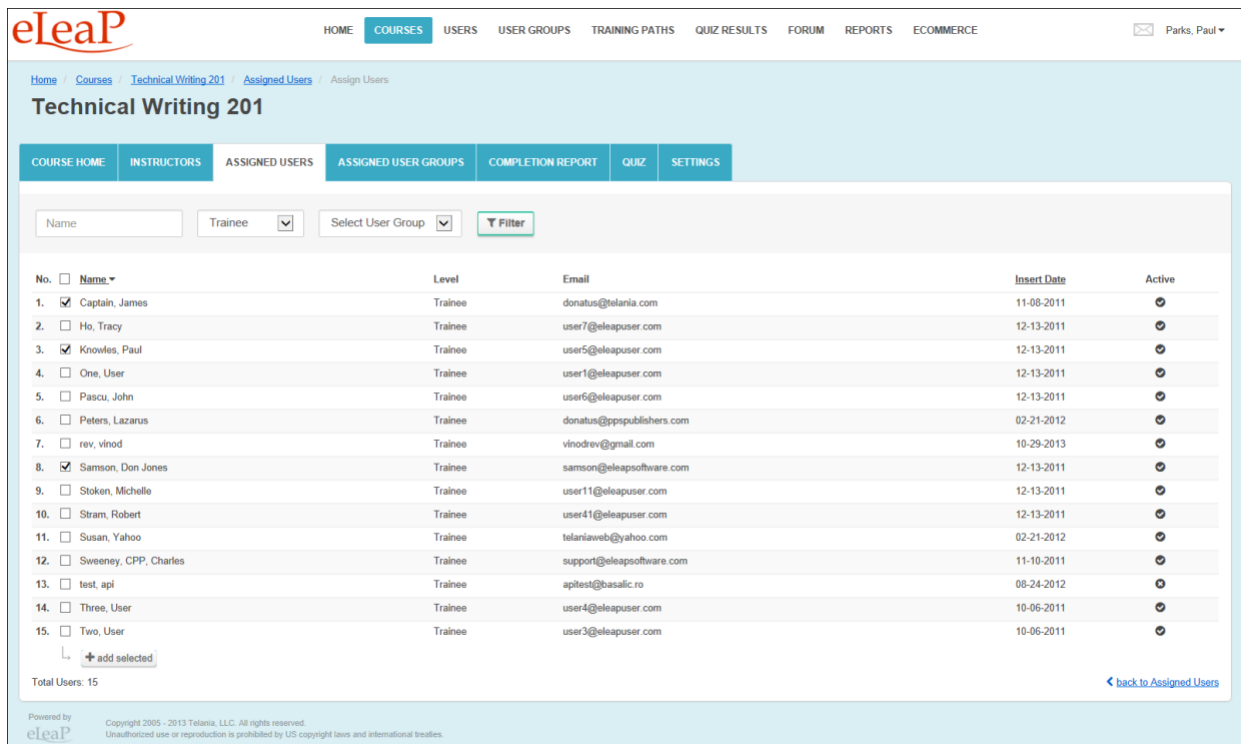 eLeaP
HOME COURSES USERS USER GROUPS TRAINING PATHS QUIZ RESULTS FORUM REPORTS ECOMMERCE Parks, Paul
Home / Courses / Technical Writing 201 / Assigned Users / Assign Users
Technical Writing 201
COURSE HOME INSTRUCTORS ASSIGNED USERS ASSIGNED USER GROUPS COMPLETION REPORT QUIZ SETTINGS
Name Trainee Select User Group Filter
No. Name Level Email Insert Date Active
1. Captain, James Trainee donatus@telania.com 11-08-2011
2. Ho, Tracy Trainee user7@eleapuser.com 12-13-2011
3. Knowles, Paul Trainee user5@eleapuser.com 12-13-2011
4. One, User Trainee user1@eleapuser.com 12-13-2011
5. Pascu, John Trainee user6@eleapuser.com 12-13-2011
6. Peters, Lazarus Trainee donatus@ppspublishers.com 02-21-2012
7. rev, vinod Trainee vinodrev@gmail.com 10-29-2013
8. Samson, Don Jones Trainee samson@eleapsoftware.com 12-13-2011
9. Stoken, Michelle Trainee user11@eleapuser.com 12-13-2011
10. Stram, Robert Trainee user41@eleapuser.com 12-13-2011
11. Susan, Yahoo Trainee telaniaweb@yahoo.com 02-21-2012
12. Sweeney, CPP, Charles Trainee support@eleapsoftware.com 11-10-2011
13. test, api Trainee apitest@basalic.ro 08-24-2012
14. Three, User Trainee user4@eleapuser.com 10-06-2011
15. Two, User Trainee user3@eleapuser.com 10-06-2011
+ add selected
Total Users: 15 back to Assigned Users
Powered by
eLeaP
Copyright 2005 - 2013 Telania, LLC. All rights reserved.
Unauthorized use or reproduction is prohibited by US copyright laws and international treaties.